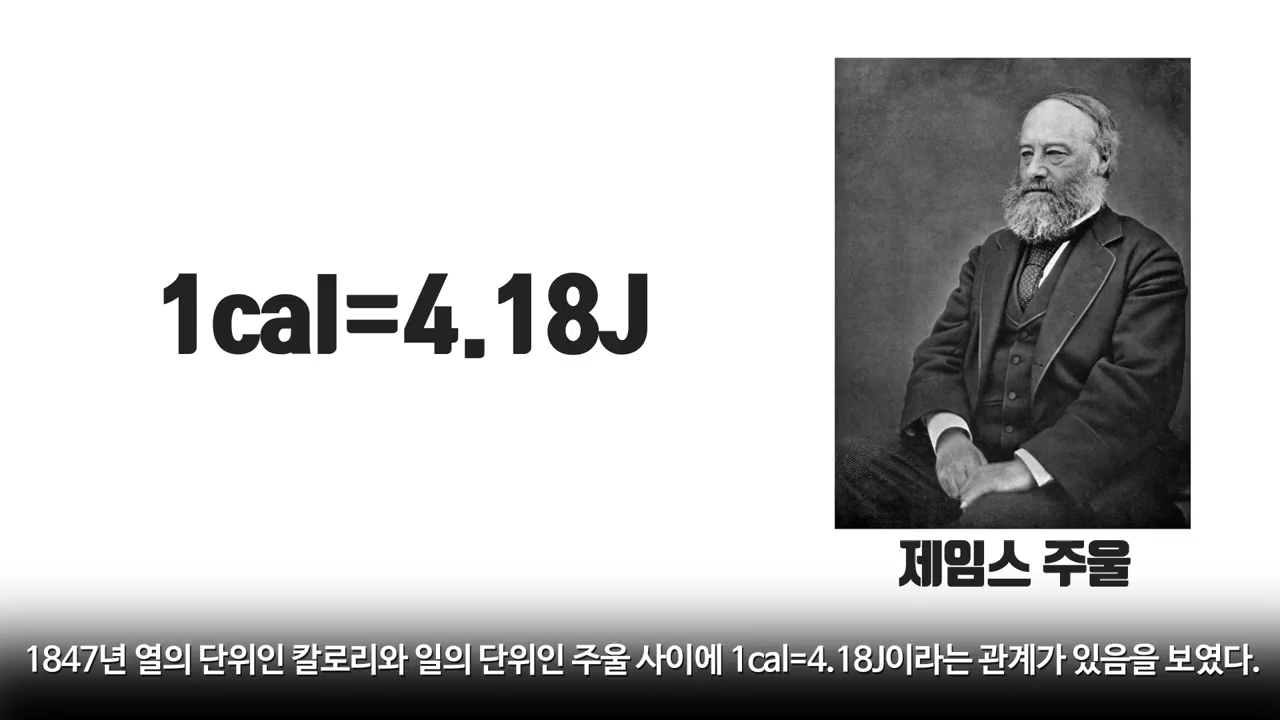 1cal=4.18J
제임스 주울
1847년 열의 단위인 칼로리와 일의 단위인 주울 사이에 1cal=4.18J이라는 관계가 있음을 보였다.